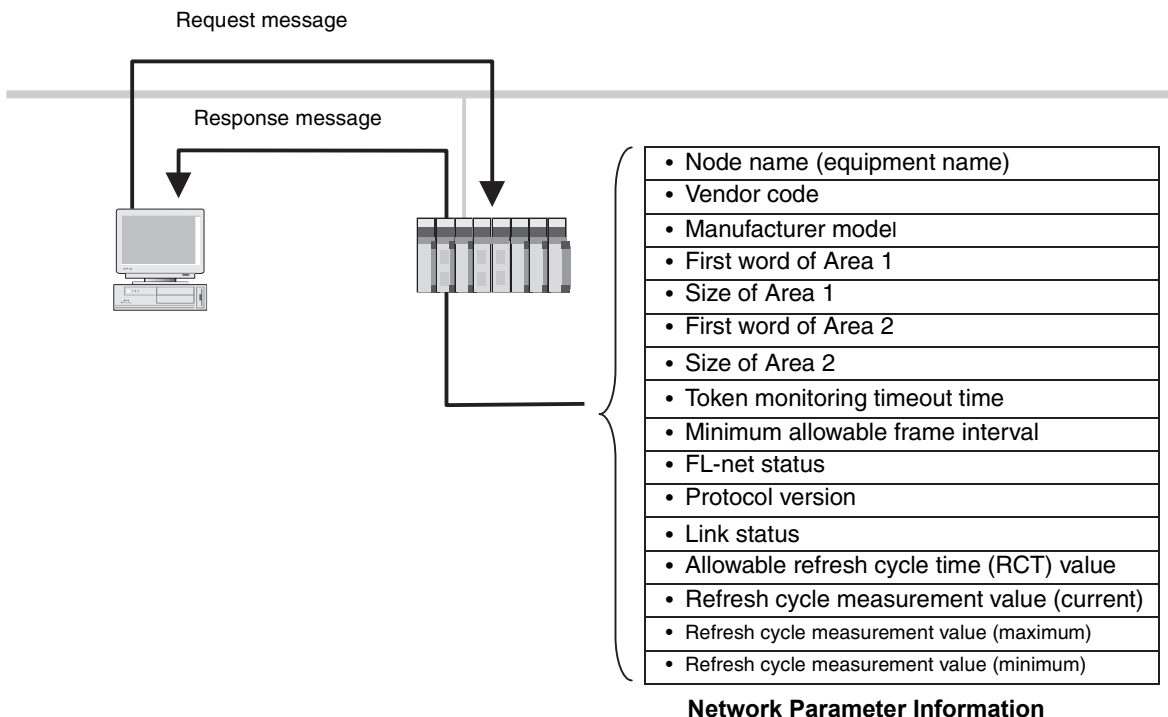 Request message
Response message
• Node name (equipment name)
• Vendor code
• Manufacturer model
• First word of Area 1
• Size of Area 1
• First word of Area 2
• Size of Area 2
• Token monitoring timeout time
• Minimum allowable frame interval
• FL-net status
• Protocol version
• Link status
• Allowable refresh cycle time (RCT) value
• Refresh cycle measurement value (current)
• Refresh cycle measurement value (maximum)
• Refresh cycle measurement value (minimum)
Network Parameter Information